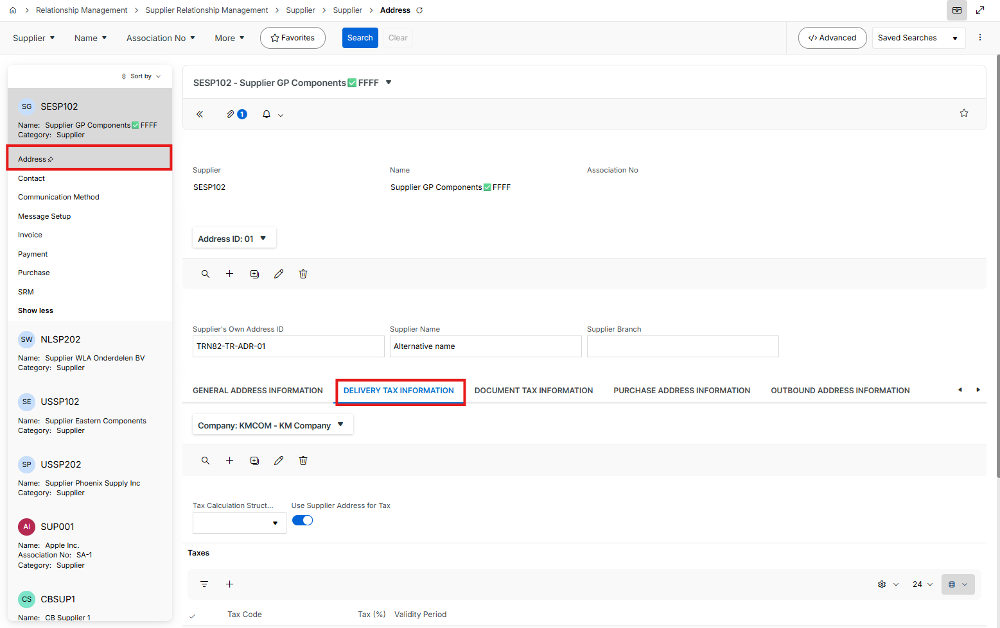 Relationship Management > Supplier Relationship Management > Supplier > Supplier > Address
Supplier Name Association No More Favorites Search Clear </> Advanced Saved Searches
Sort by
SG SESP102
Name: Supplier GP Components✅FFFF
Category: Supplier
Address
Contact
Communication Method
Message Setup
Invoice
Payment
Purchase
SRM
Show less
SW NLSP202
Name: Supplier WLA Onderdelen BV
Category: Supplier
SE USSP102
Name: Supplier Eastern Components
Category: Supplier
SP USSP202
Name: Supplier Phoenix Supply Inc
Category: Supplier
AI SUP001
Name: Apple Inc.
Association No: SA-1
Category: Supplier
CS CBSUP1
Name: CB Supplier 1
SESP102 - Supplier GP Components✅FFFF
1
Supplier Name Association No
SESP102 Supplier GP Components✅FFFF
Address ID: 01
Supplier's Own Address ID Supplier Name Supplier Branch
TRN82-TR-ADR-01 Alternative name
GENERAL ADDRESS INFORMATION DELIVERY TAX INFORMATION DOCUMENT TAX INFORMATION PURCHASE ADDRESS INFORMATION OUTBOUND ADDRESS INFORMATION
Company: KMCOM - KM Company
Tax Calculation Struct... Use Supplier Address for Tax
Taxes
24
Tax Code Tax (%) Validity Period